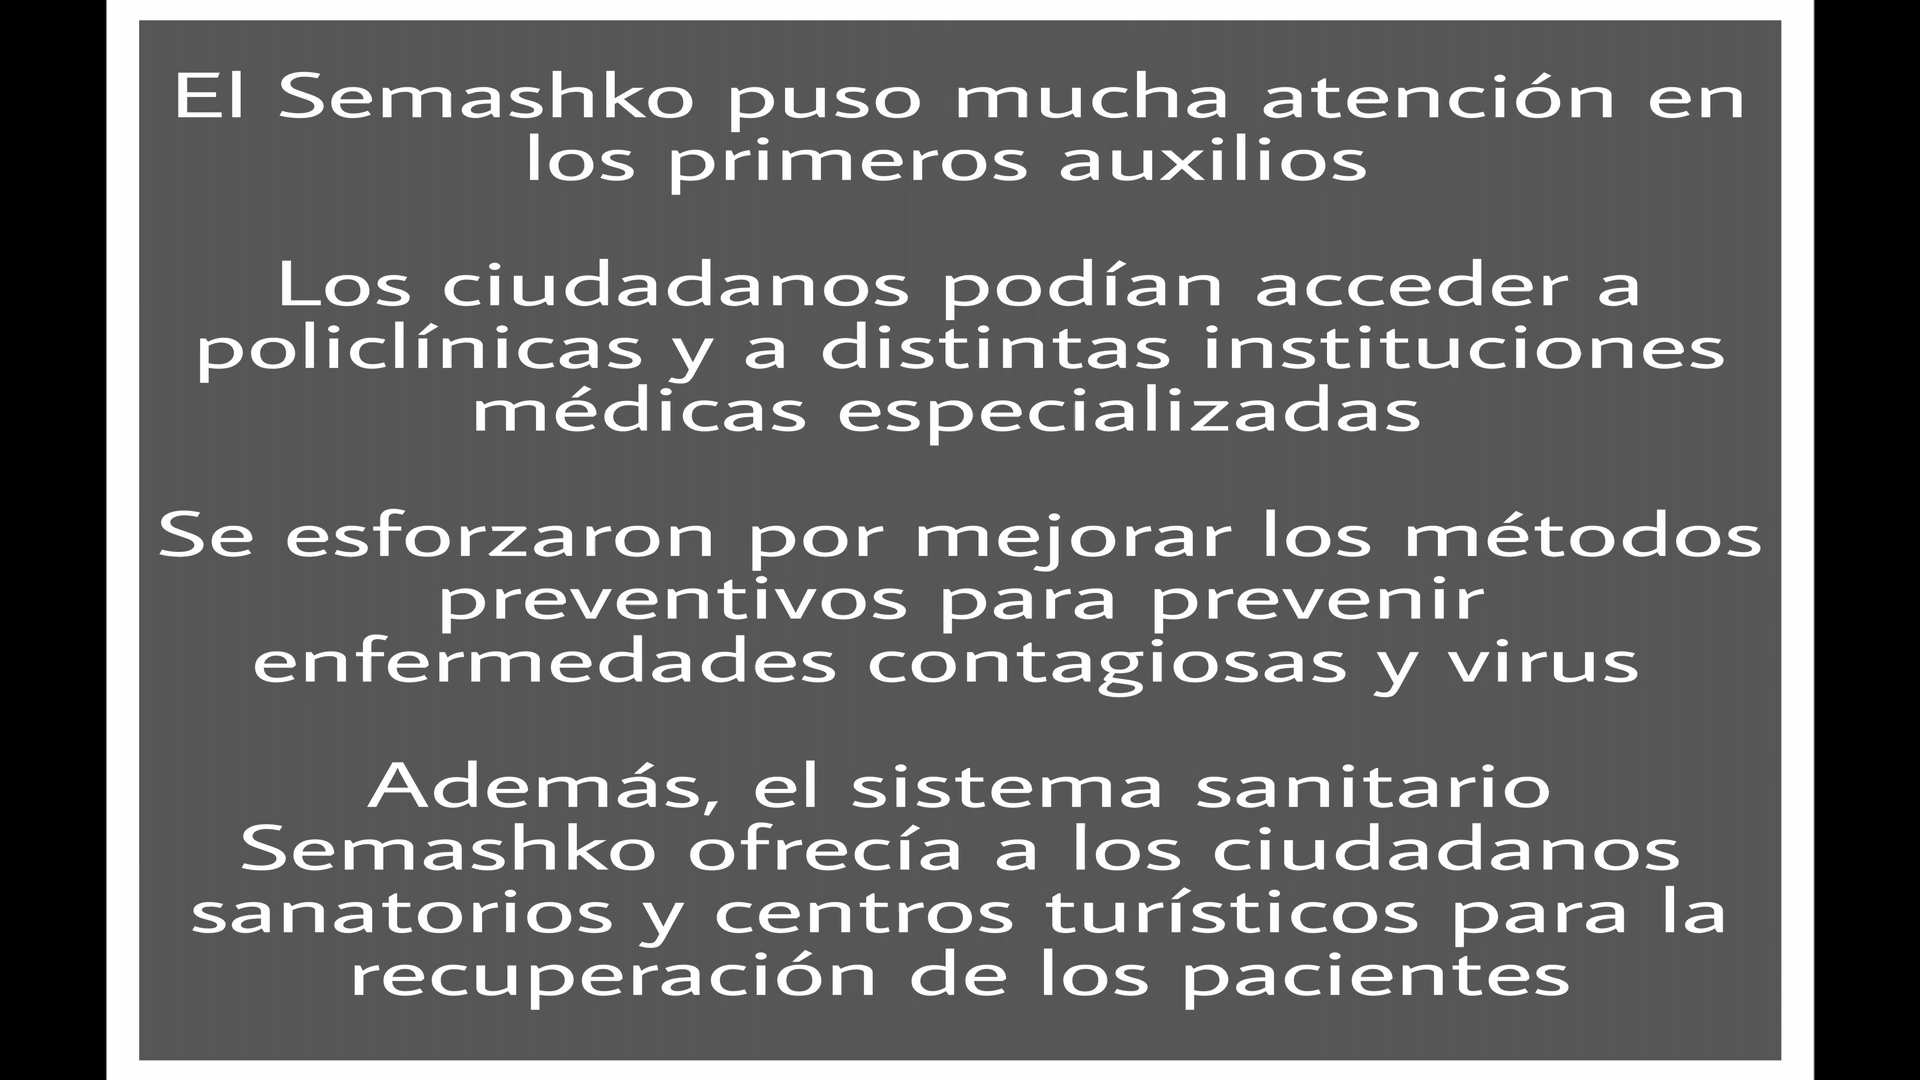 El Semashko puso mucha atención en
los primeros auxilios
Los ciudadanos podían acceder a
policlínicas y a distintas instituciones
médicas especializadas
Se esforzaron por mejorar los métodos
preventivos para prevenir
enfermedades contagiosas y virus
Además, el sistema sanitario
Semashko ofrecía a los ciudadanos
sanatorios y centros turísticos para la
recuperación de los pacientes